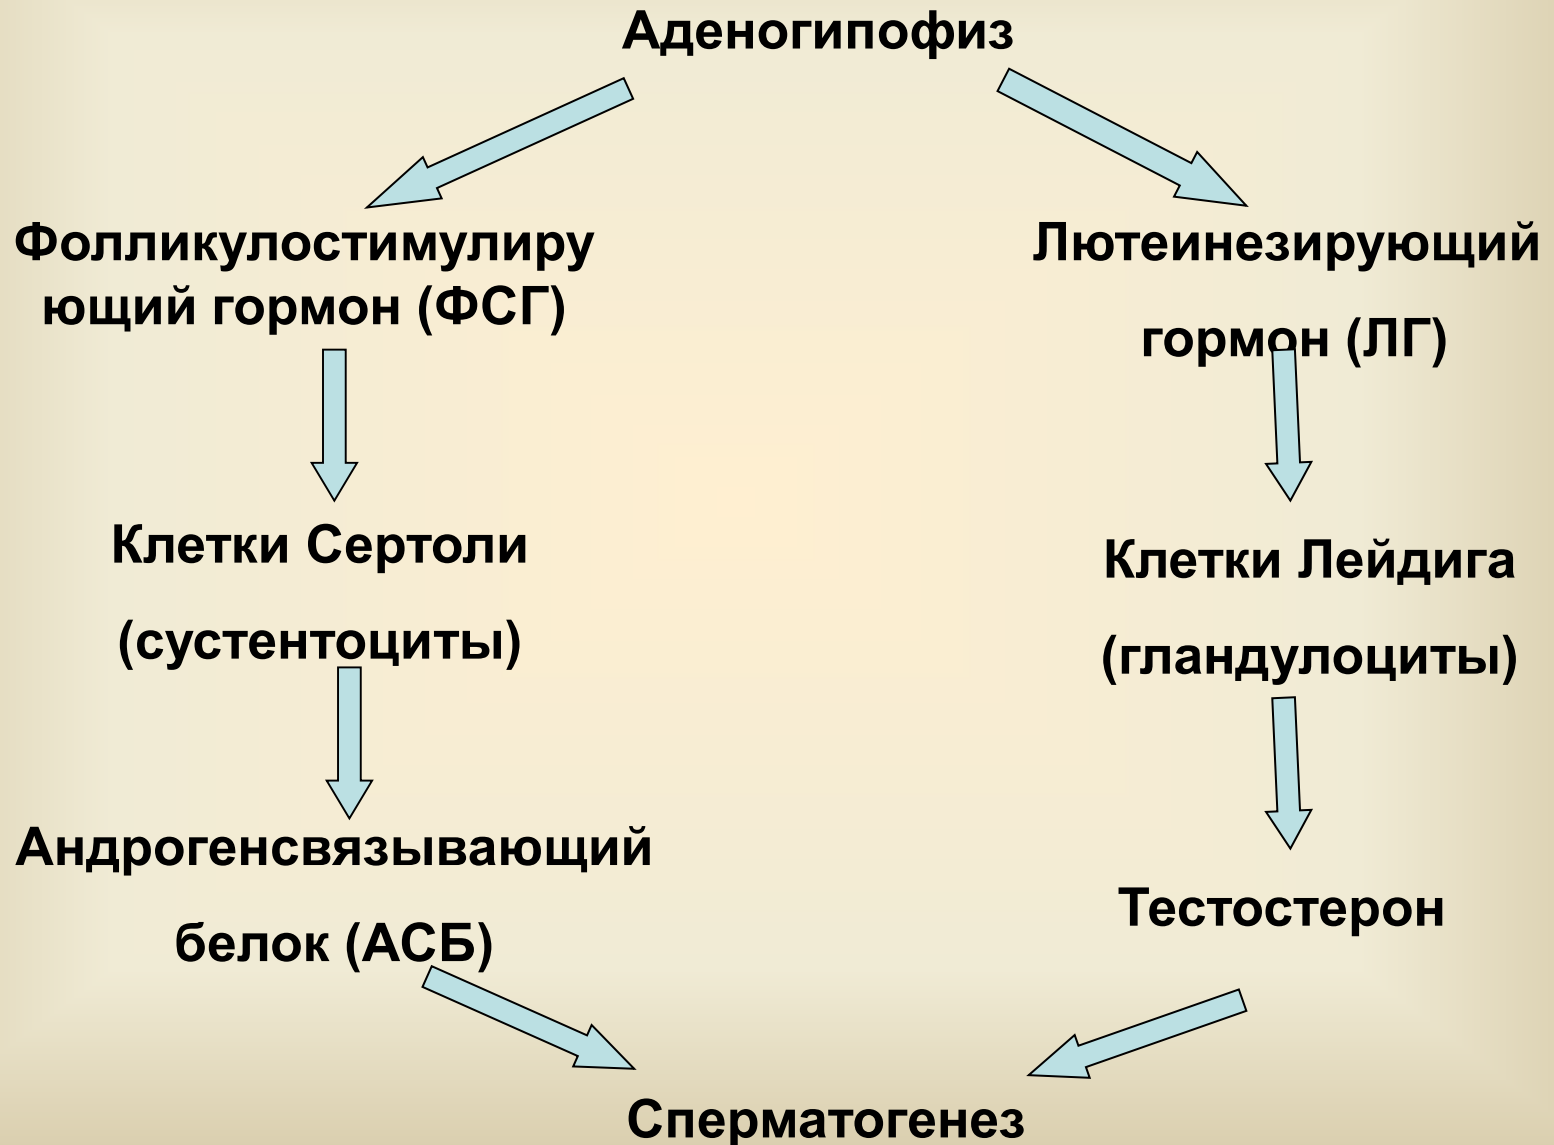 Аденогипофиз
Фолликулостимулиру
ющий гормон (ФСГ)
Лютеинезирующий
гормон (ЛГ)
Клетки Сертоли
(сустентоциты)
Клетки Лейдига
(гландулоциты)
Андрогенсвязывающий
белок (АСБ)
Тестостерон
Сперматогенез